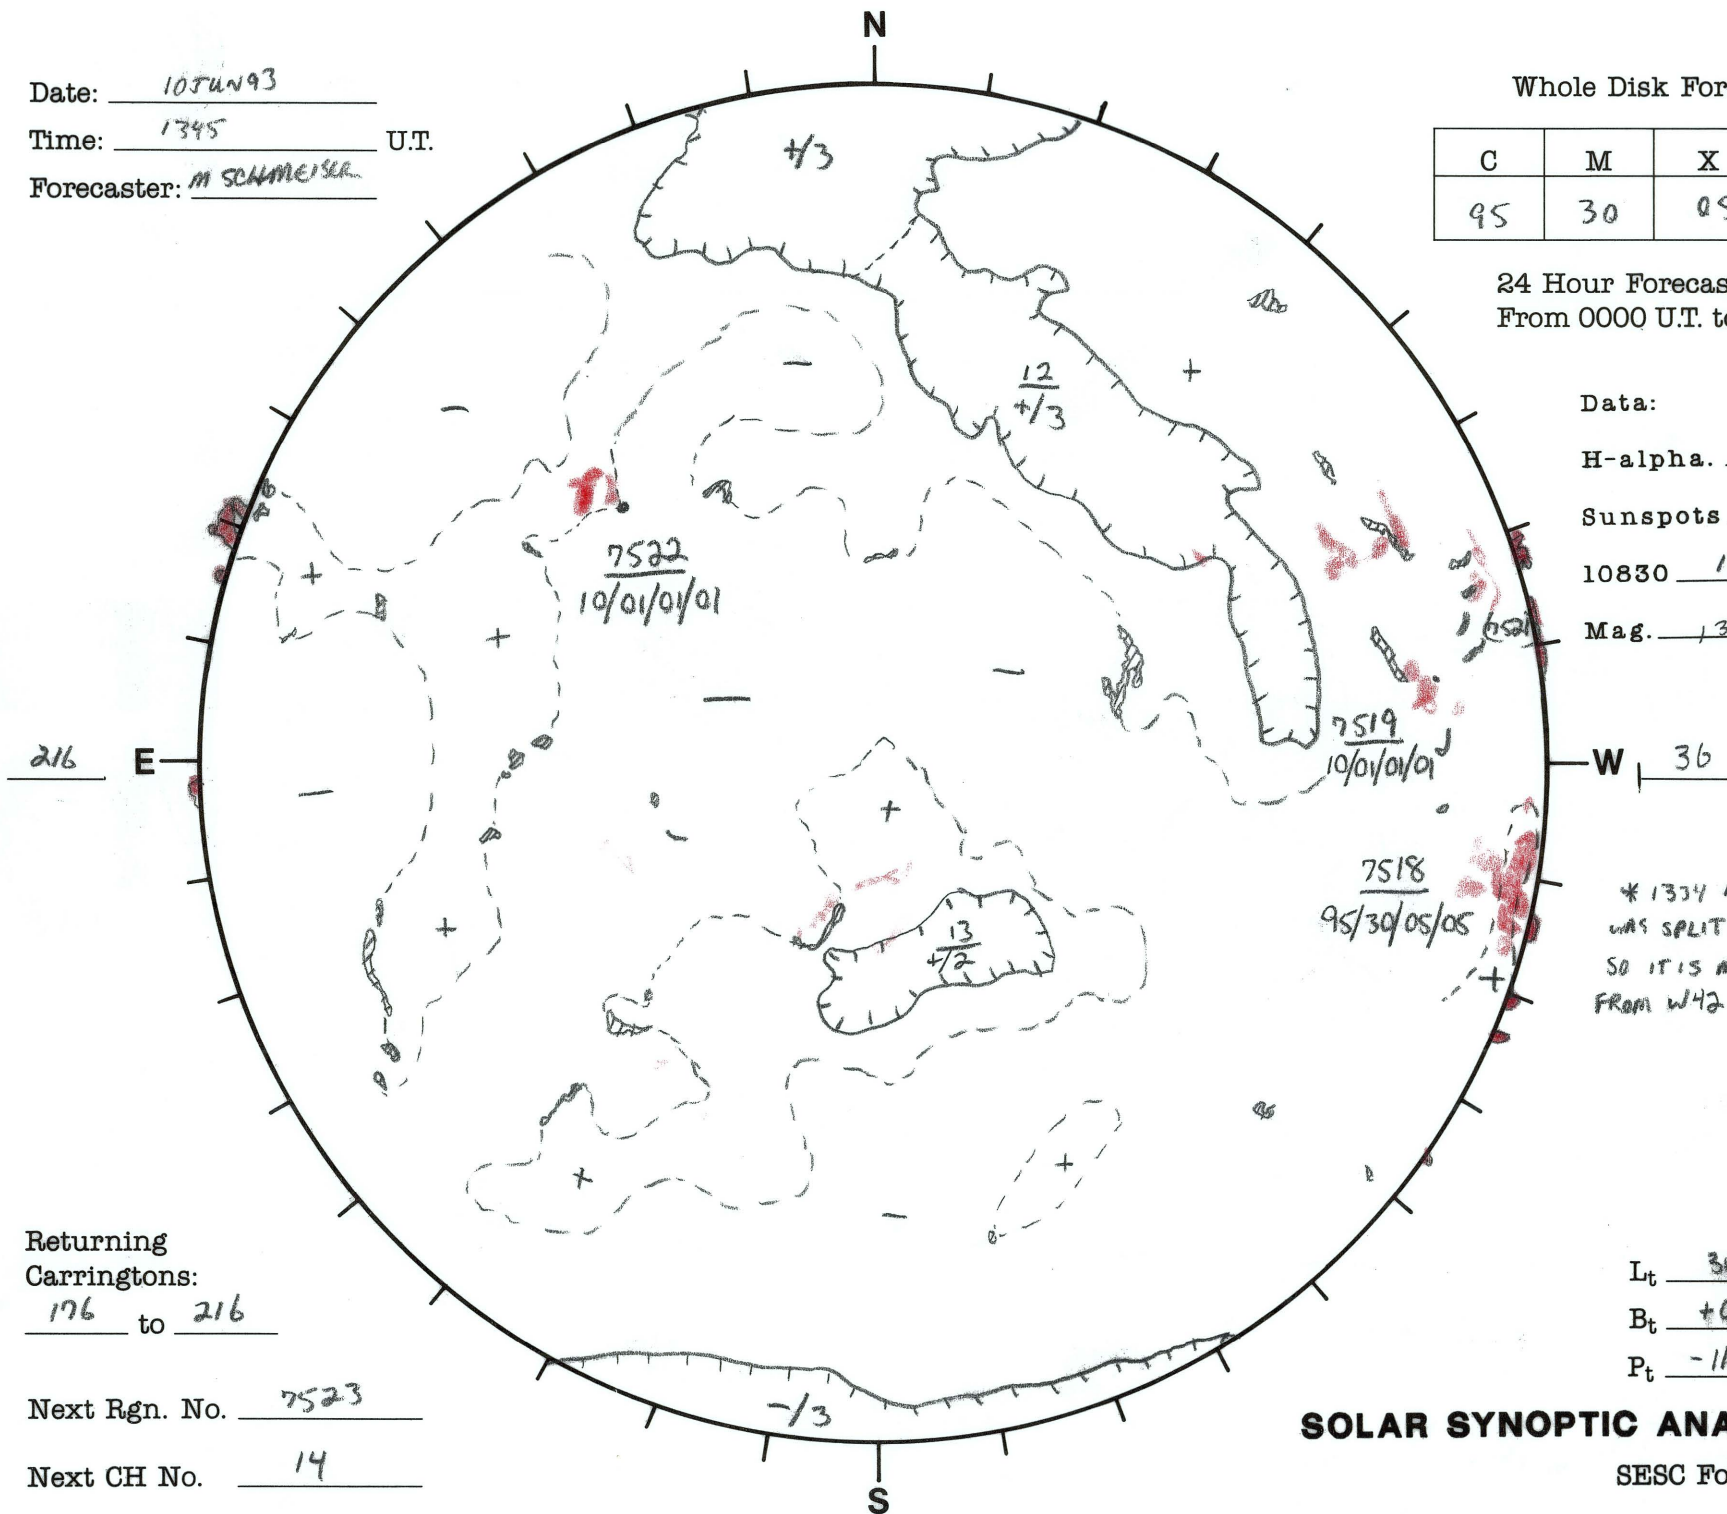 N
Date: 10JUN93
Time: 1345 U.T.
Forecaster: M SCHMEISER
Whole Disk For
C M X
95 30 05
24 Hour Forecas
From 0000 U.T. to
Data:
H-alpha.
Sunspots
10830
Mag.
+/3
12
+/3
+
-
-
7522
10/01/01/01
+
+
-
-
7521
7519
10/01/01/01
216 E
W 36
-
+
7518
95/30/05/05
* 1334
WAS SPLIT
SO IT IS
FROM W42
+
13
+/2
+
+
+
-
Returning
Carringtons:
176 to 216
Next Rgn. No. 7523
Next CH No. 14
-/3
S
Lt
Bt
Pt
SOLAR SYNOPTIC ANA
SESC Fo